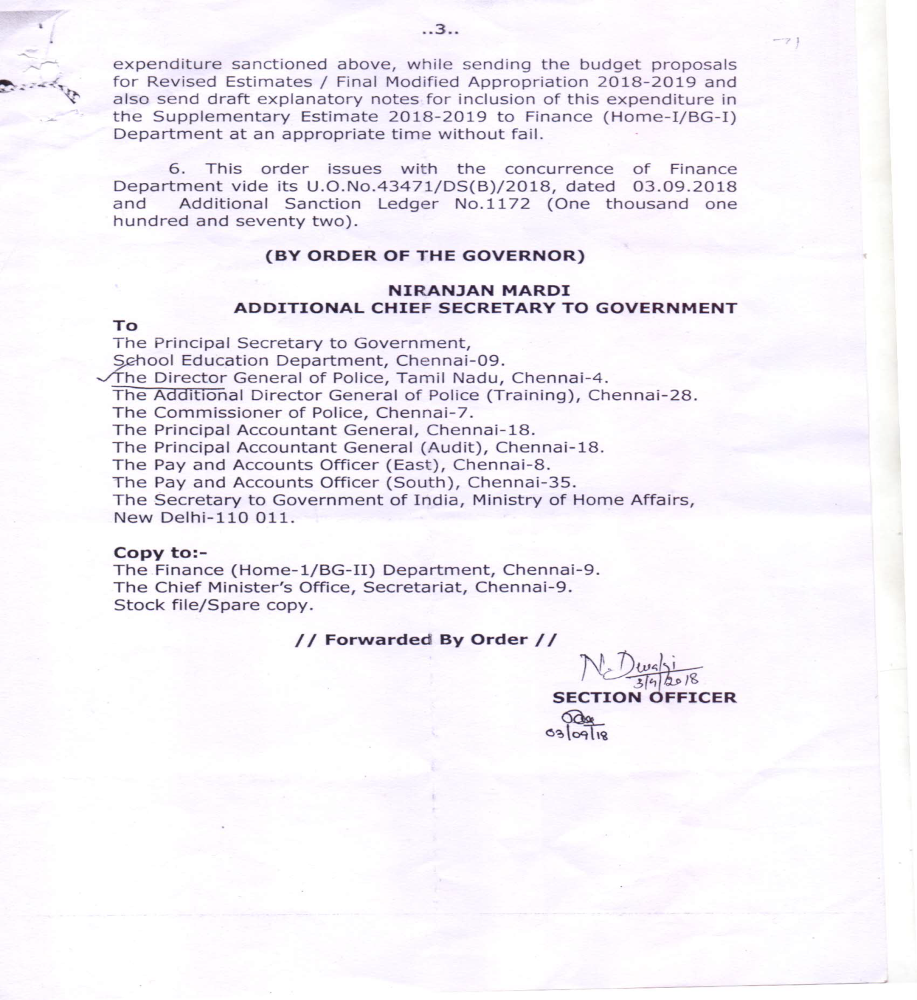 ..3..
expenditure sanctioned above, while sending the budget proposals
for Revised Estimates / Final Modified Appropriation 2018-2019 and
also send draft explanatory notes for inclusion of this expenditure in
the Supplementary Estimate 2018-2019 to Finance (Home-I/BG-I)
Department at an appropriate time without fail.
6. This order issues with the concurrence of Finance
Department vide its U.O.No.43471/DS(B)/2018, dated 03.09.2018
and Additional Sanction Ledger No.1172 (One thousand one
hundred and seventy two).
(BY ORDER OF THE GOVERNOR)
NIRANJAN MARDI
ADDITIONAL CHIEF SECRETARY TO GOVERNMENT
To
The Principal Secretary to Government,
School Education Department, Chennai-09.
The Director General of Police, Tamil Nadu, Chennai-4.
The Additional Director General of Police (Training), Chennai-28.
The Commissioner of Police, Chennai-7.
The Principal Accountant General, Chennai-18.
The Principal Accountant General (Audit), Chennai-18.
The Pay and Accounts Officer (East), Chennai-8.
The Pay and Accounts Officer (South), Chennai-35.
The Secretary to Government of India, Ministry of Home Affairs,
New Delhi-110 011.
Copy to:-
The Finance (Home-1/BG-II) Department, Chennai-9.
The Chief Minister's Office, Secretariat, Chennai-9.
Stock file/Spare copy.
// Forwarded By Order //
3/9/2018
SECTION OFFICER
03/09/18